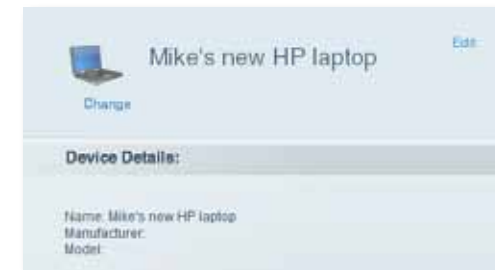 Mike's new HP laptop
Edit
Change
Device Details:
Name: Mike's new HP laptop
Manufacturer:
Model: